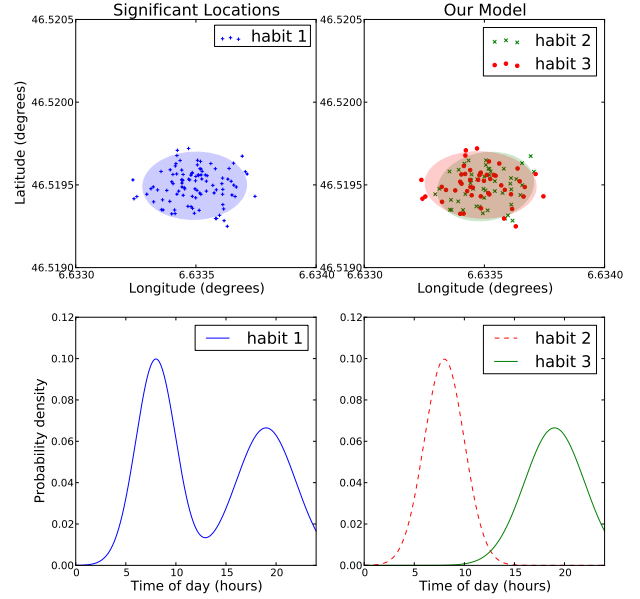 Significant Locations
Our Model
habit 1
habit 2
habit 3
46.5205
46.5200
46.5195
46.5190
Latitude (degrees)
6.6330
6.6335
6.6340
Longitude (degrees)
46.5205
46.5200
46.5195
46.5190
6.6330
6.6335
6.6340
Longitude (degrees)
habit 1
0.12
0.10
0.08
0.06
0.04
0.02
0.00
Probability density
0
5
10
15
20
Time of day (hours)
habit 2
habit 3
0.12
0.10
0.08
0.06
0.04
0.02
0.00
0
5
10
15
20
Time of day (hours)